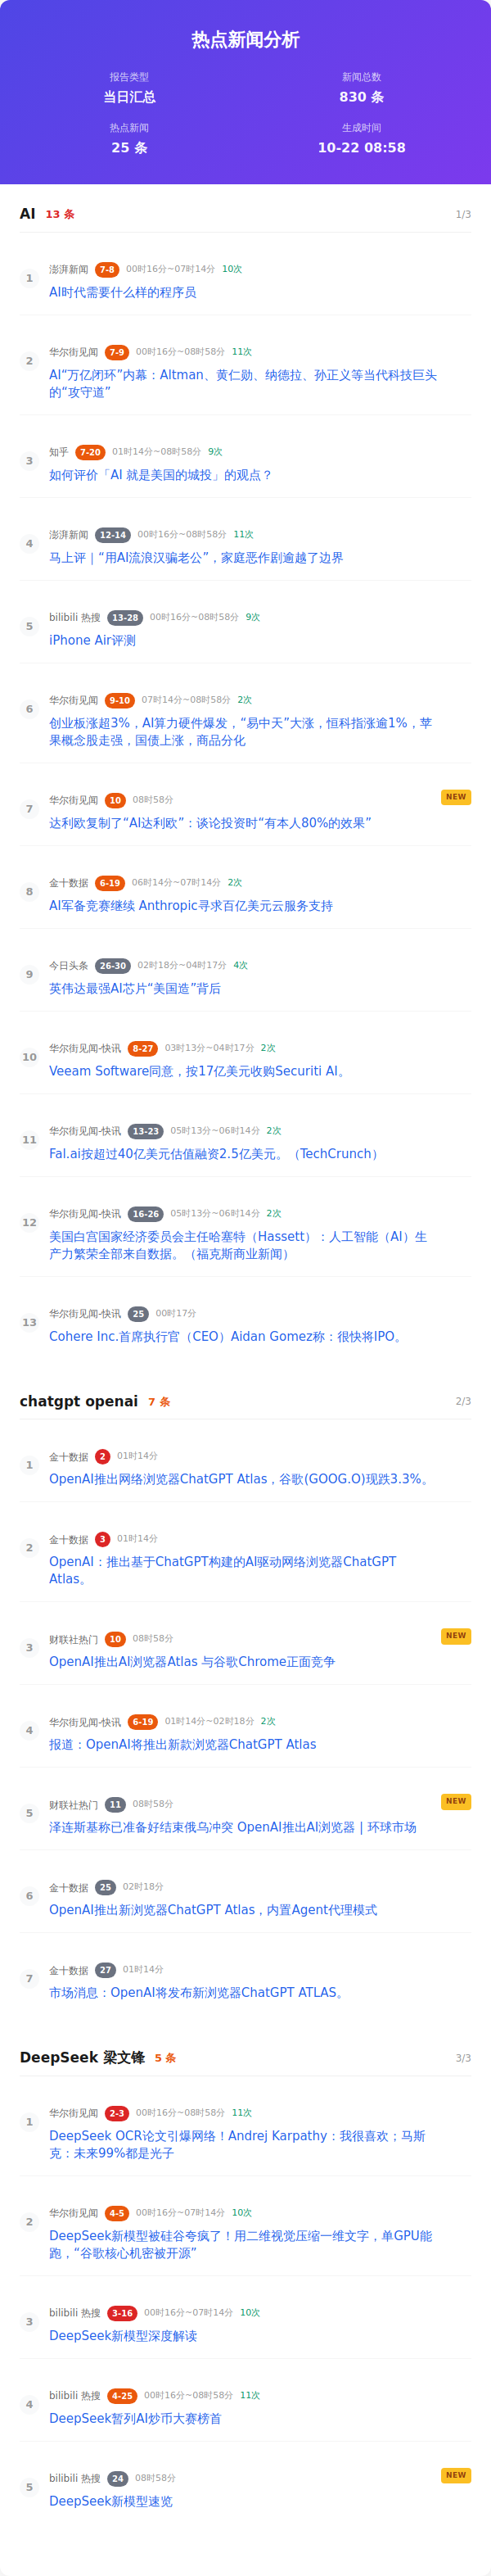 热点新闻分析
报告类型
新闻总数
当日汇总
830 条
热点新闻
生成时间
25 条
10-22 08:58
AI 13 条 1/3
1
澎湃新闻 7-8 00时16分~07时14分 10次
AI时代需要什么样的程序员
2
华尔街见闻 7-9 00时16分~08时58分 11次
AI“万亿闭环”内幕：Altman、黄仁勋、纳德拉、孙正义等当代科技巨头
的“攻守道”
3
知乎 7-20 01时14分~08时58分 9次
如何评价「AI 就是美国的城投」的观点？
4
澎湃新闻 12-14 00时16分~08时58分 11次
马上评｜“用AI流浪汉骗老公”，家庭恶作剧逾越了边界
5
bilibili 热搜 13-28 00时16分~08时58分 9次
iPhone Air评测
6
华尔街见闻 9-10 07时14分~08时58分 2次
创业板涨超3%，AI算力硬件爆发，“易中天”大涨，恒科指涨逾1%，苹
果概念股走强，国债上涨，商品分化
7
华尔街见闻 10 08时58分 NEW
达利欧复制了“AI达利欧”：谈论投资时“有本人80%的效果”
8
金十数据 6-19 06时14分~07时14分 2次
AI军备竞赛继续 Anthropic寻求百亿美元云服务支持
9
今日头条 26-30 02时18分~04时17分 4次
英伟达最强AI芯片“美国造”背后
10
华尔街见闻-快讯 8-27 03时13分~04时17分 2次
Veeam Software同意，按17亿美元收购Securiti AI。
11
华尔街见闻-快讯 13-23 05时13分~06时14分 2次
Fal.ai按超过40亿美元估值融资2.5亿美元。（TechCrunch）
12
华尔街见闻-快讯 16-26 05时13分~06时14分 2次
美国白宫国家经济委员会主任哈塞特（Hassett）：人工智能（AI）生
产力繁荣全部来自数据。（福克斯商业新闻）
13
华尔街见闻-快讯 25 00时17分
Cohere Inc.首席执行官（CEO）Aidan Gomez称：很快将IPO。
chatgpt openai 7 条 2/3
1
金十数据 2 01时14分
OpenAI推出网络浏览器ChatGPT Atlas，谷歌(GOOG.O)现跌3.3%。
2
金十数据 3 01时14分
OpenAI：推出基于ChatGPT构建的AI驱动网络浏览器ChatGPT
Atlas。
3
财联社热门 10 08时58分 NEW
OpenAI推出AI浏览器Atlas 与谷歌Chrome正面竞争
4
华尔街见闻-快讯 6-19 01时14分~02时18分 2次
报道：OpenAI将推出新款浏览器ChatGPT Atlas
5
财联社热门 11 08时58分 NEW
泽连斯基称已准备好结束俄乌冲突 OpenAI推出AI浏览器 | 环球市场
6
金十数据 25 02时18分
OpenAI推出新浏览器ChatGPT Atlas，内置Agent代理模式
7
金十数据 27 01时14分
市场消息：OpenAI将发布新浏览器ChatGPT ATLAS。
DeepSeek 梁文锋 5 条 3/3
1
华尔街见闻 2-3 00时16分~08时58分 11次
DeepSeek OCR论文引爆网络！Andrej Karpathy：我很喜欢；马斯
克：未来99%都是光子
2
华尔街见闻 4-5 00时16分~07时14分 10次
DeepSeek新模型被硅谷夸疯了！用二维视觉压缩一维文字，单GPU能
跑，“谷歌核心机密被开源”
3
bilibili 热搜 3-16 00时16分~07时14分 10次
DeepSeek新模型深度解读
4
bilibili 热搜 4-25 00时16分~08时58分 11次
DeepSeek暂列AI炒币大赛榜首
5
bilibili 热搜 24 08时58分 NEW
DeepSeek新模型速览